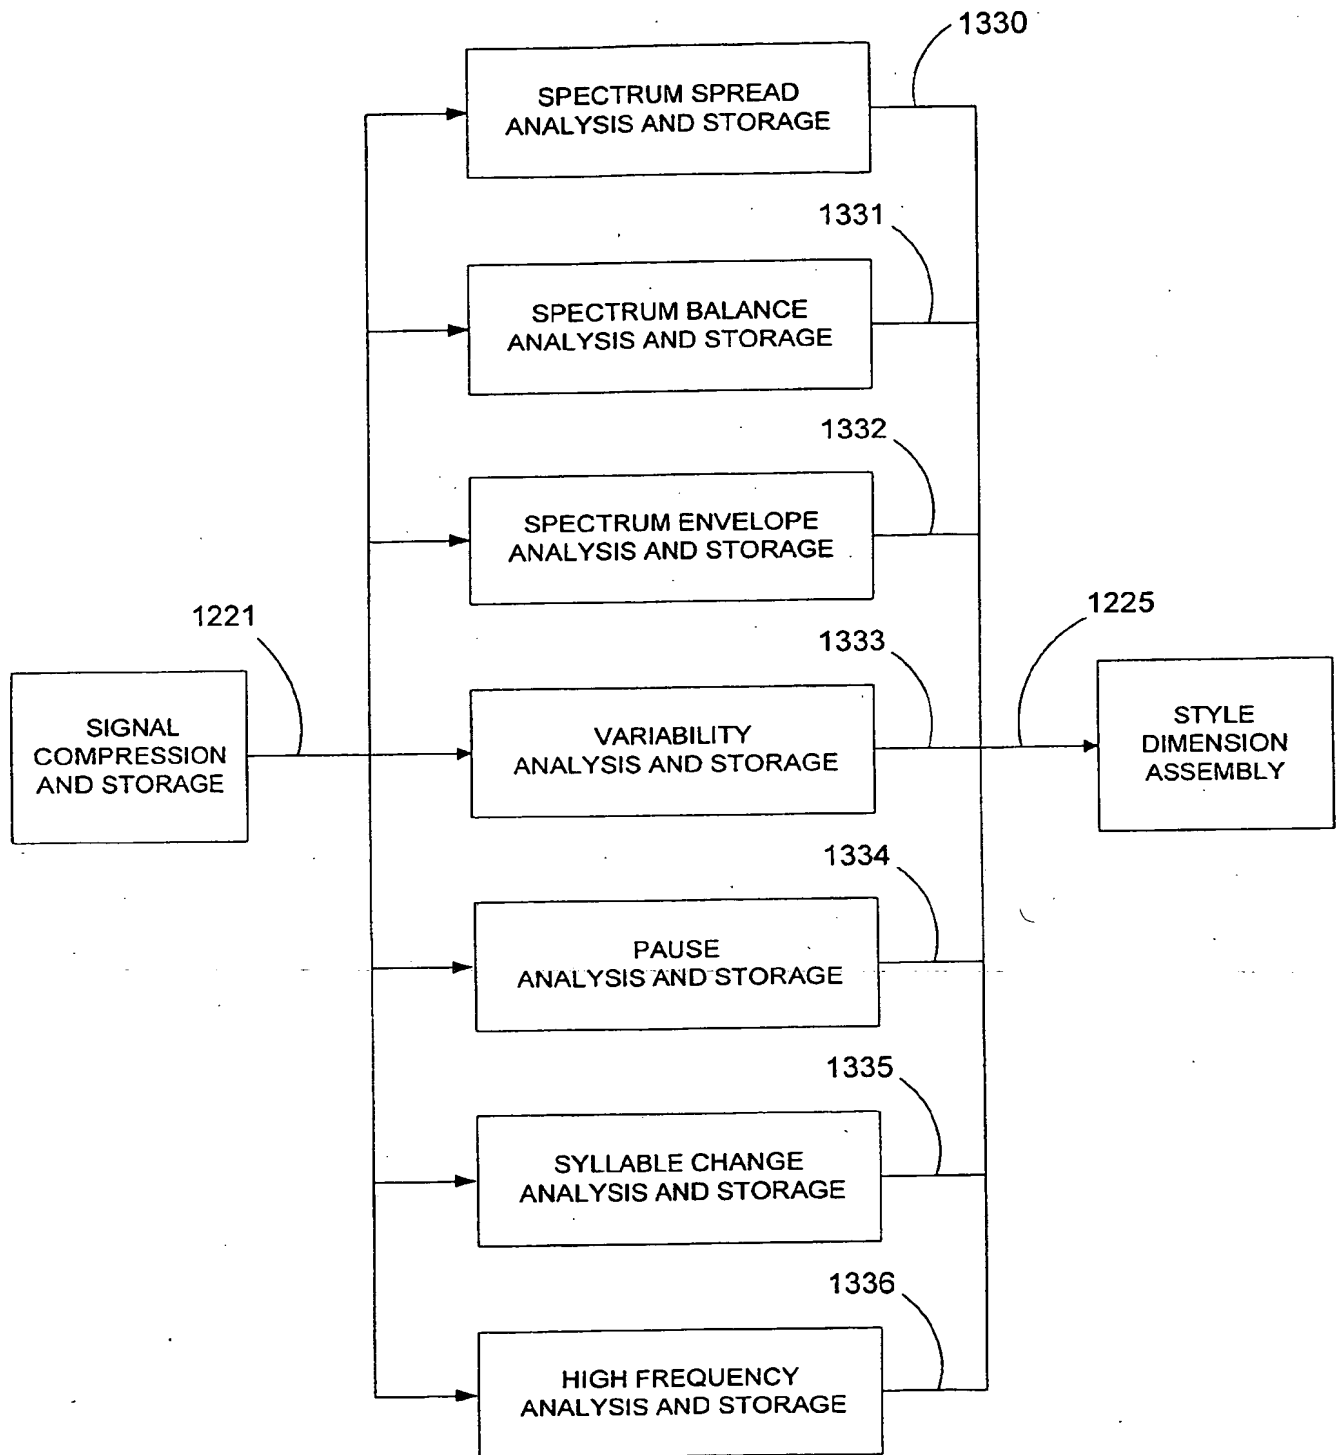 1330
SPECTRUM SPREAD
ANALYSIS AND STORAGE
1331
SPECTRUM BALANCE
ANALYSIS AND STORAGE
1332
SPECTRUM ENVELOPE
ANALYSIS AND STORAGE
1221
1333
1225
SIGNAL
COMPRESSION
AND STORAGE
VARIABILITY
ANALYSIS AND STORAGE
STYLE
DIMENSION
ASSEMBLY
1334
PAUSE
ANALYSIS AND STORAGE
1335
SYLLABLE CHANGE
ANALYSIS AND STORAGE
1336
HIGH FREQUENCY
ANALYSIS AND STORAGE